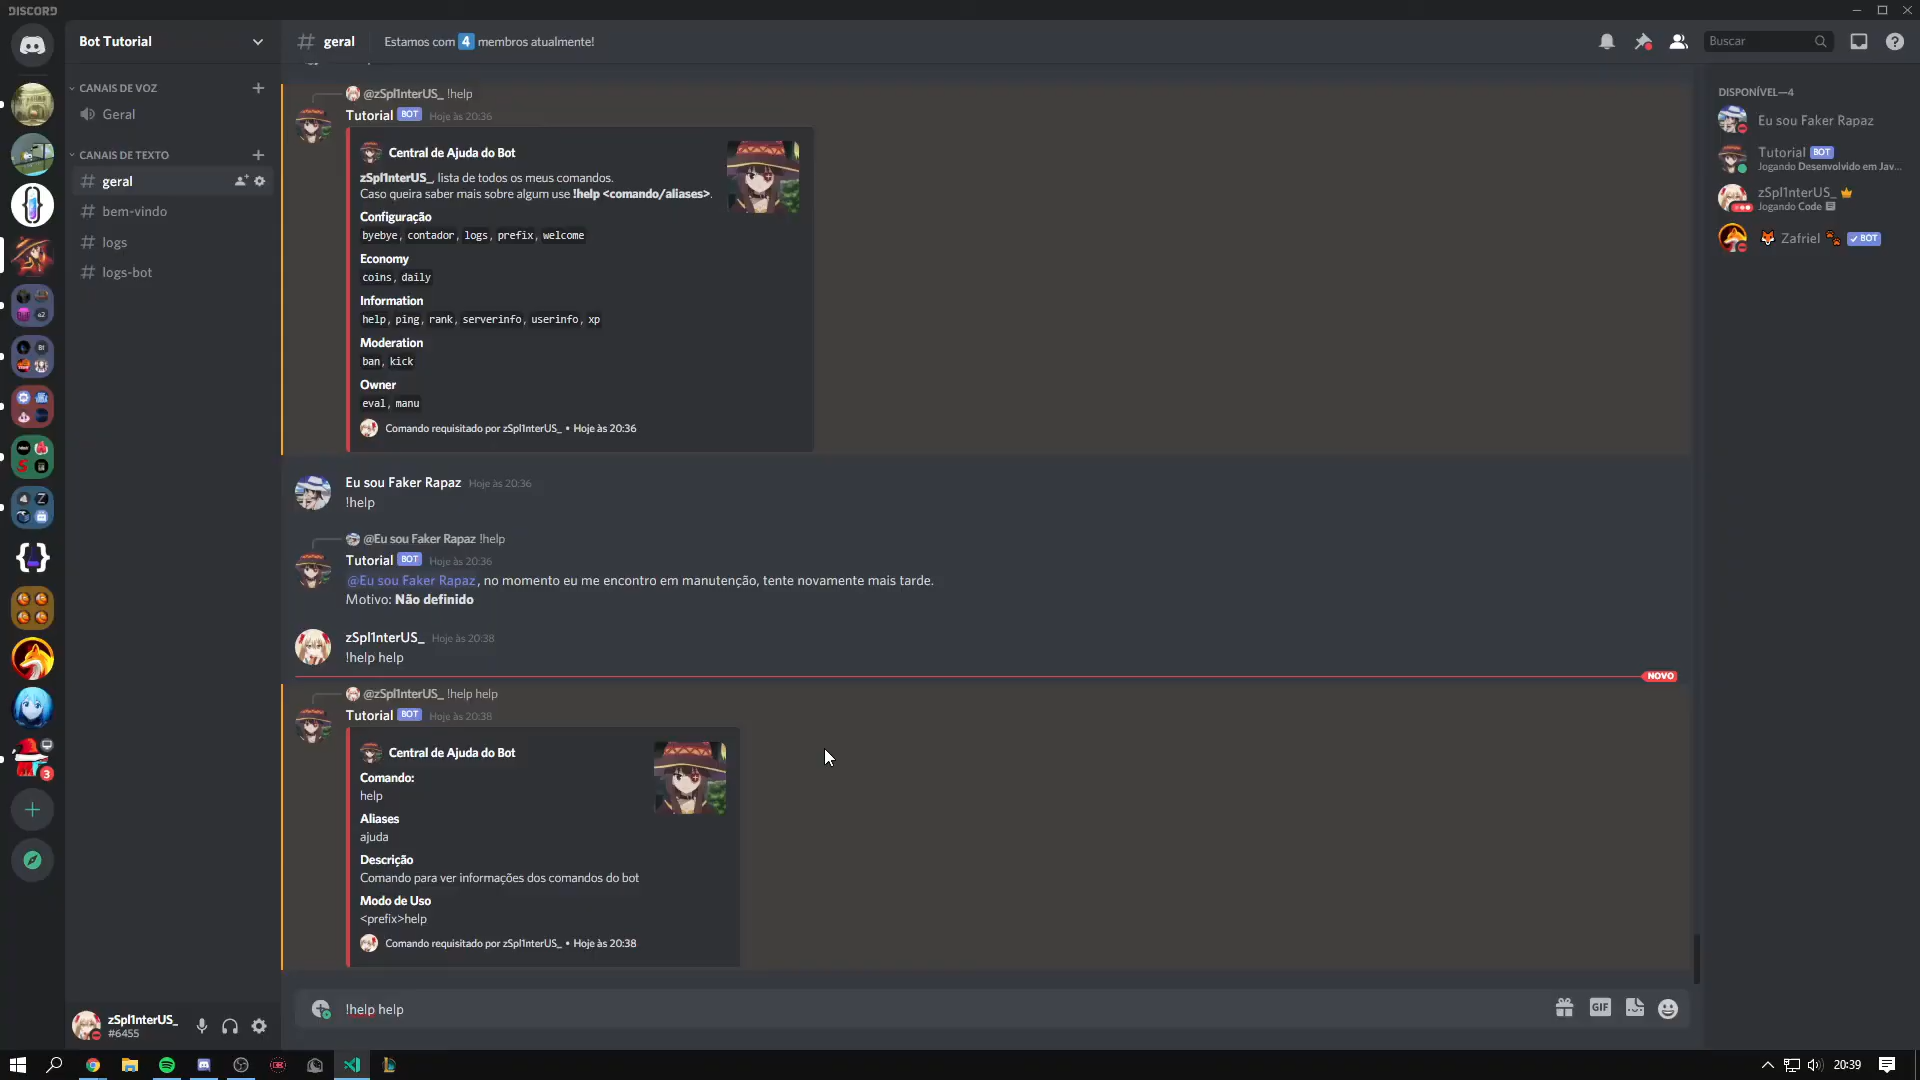 DISCORD
Bot Tutorial
# geral
Estamos com 4 membros atualmente!
Buscar
CANAIS DE VOZ
Geral
CANAIS DE TEXTO
# geral
# bem-vindo
# logs
# logs-bot
@zSpl1nterUS_ !help
Tutorial BOT Hoje às 20:36
Central de Ajuda do Bot
zSpl1nterUS_, lista de todos os meus comandos.
Caso queira saber mais sobre algum use !help <comando/aliases>.
Configuração
byebye, contador, logs, prefix, welcome
Economy
coins, daily
Information
help, ping, rank, serverinfo, userinfo, xp
Moderation
ban, kick
Owner
eval, manu
Comando requisitado por zSpl1nterUS_ • Hoje às 20:36
Eu sou Faker Rapaz Hoje às 20:36
!help
@Eu sou Faker Rapaz !help
Tutorial BOT Hoje às 20:36
@Eu sou Faker Rapaz, no momento eu me encontro em manutenção, tente novamente mais tarde.
Motivo: Não definido
zSpl1nterUS_ Hoje às 20:38
!help help
NOVO
@zSpl1nterUS_ !help help
Tutorial BOT Hoje às 20:38
Central de Ajuda do Bot
Comando:
help
Aliases
ajuda
Descrição
Comando para ver informações dos comandos do bot
Modo de Uso
<prefix>help
Comando requisitado por zSpl1nterUS_ • Hoje às 20:38
!help help
GIF
DISPONÍVEL—4
Eu sou Faker Rapaz
Tutorial BOT
Jogando Desenvolvido em Jav...
zSpl1nterUS_
Jogando Code
Zafriel ✓ BOT
3
zSpl1nterUS_
#6455
20:39